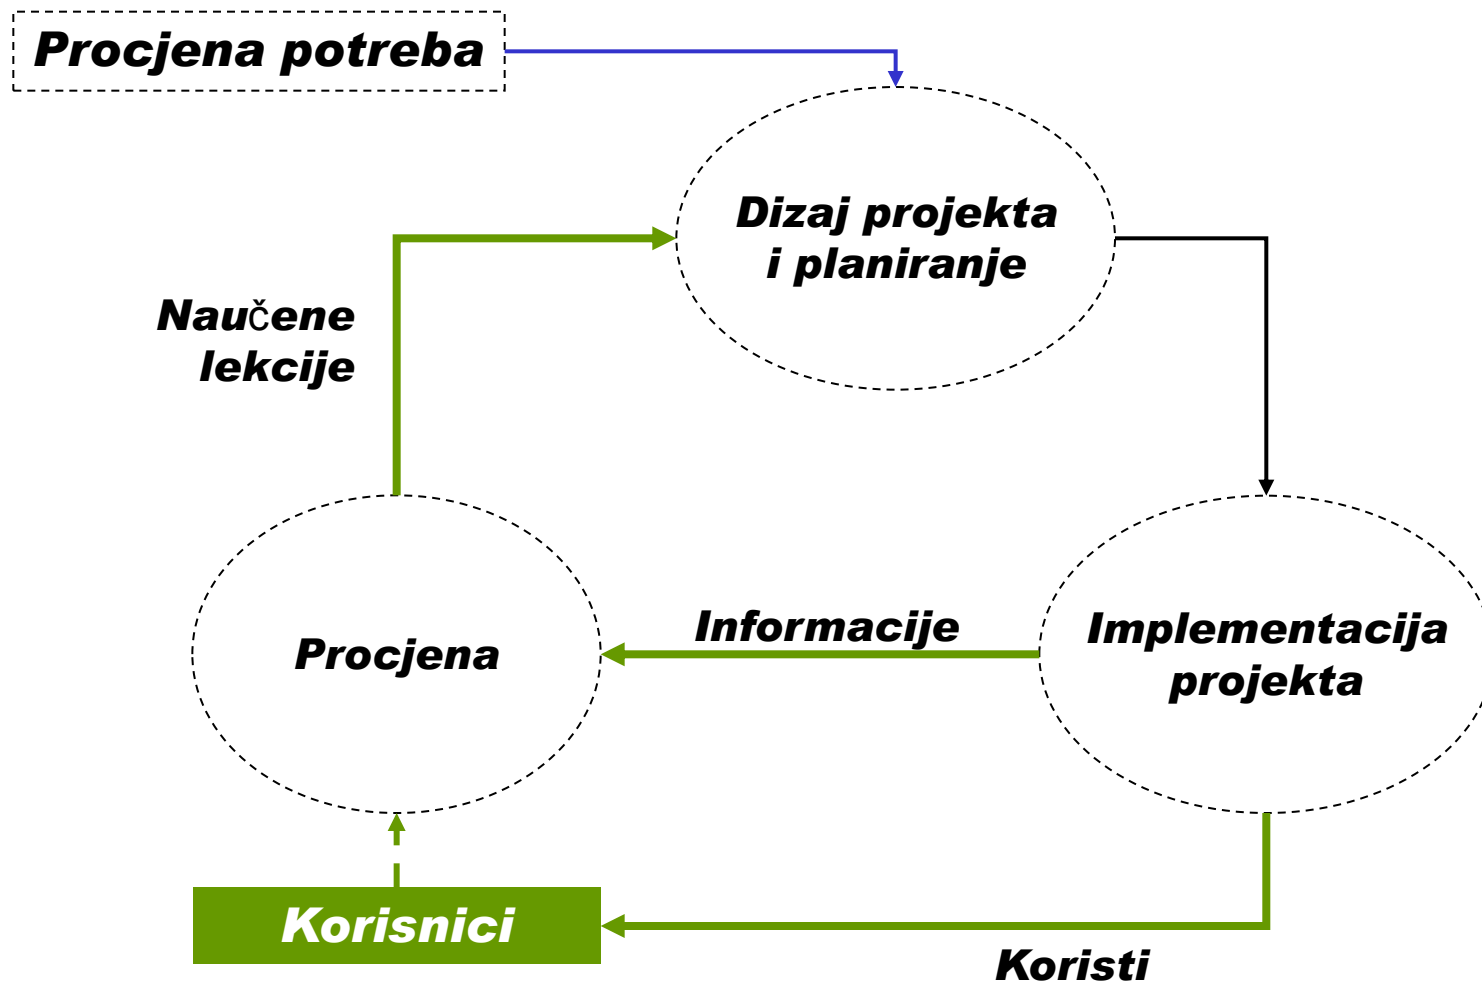 Procjena potreba
Dizaj projekta
i planiranje
Naučene
lekcije
Informacije
Implementacija
projekta
Procjena
Korisnici
Koristi